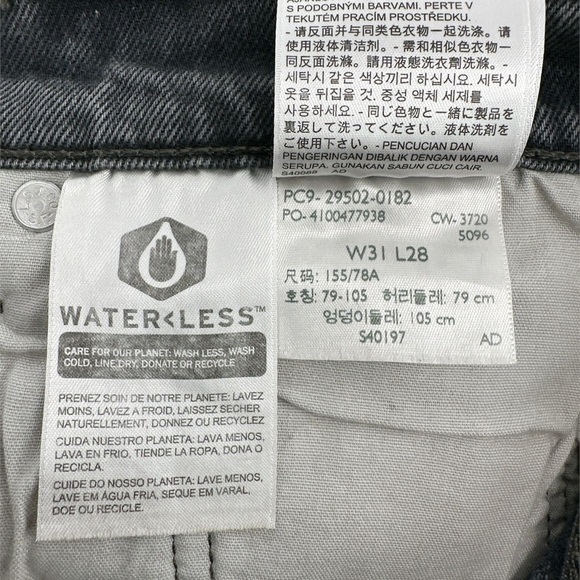 S PODOBNÝMI BARVAMI. PERTE V
TEKUTÉM PRACÍM PROSTŘEDKU.
- 请反面并与同类色衣物一起洗涤。请
使用液体清洁剂。 - 需和相似色衣物一
同反面洗滌。請用液態洗衣劑洗滌。 -
세탁시 같은 색상끼리 하십시요. 세탁시
옷을 뒤집을 것. 중성 액체 세제를
사용하세요. - 同じ色物と一緒に製品を
裏返して洗ってください。液体洗剤をご
使用ください。 - PENCUCIAN DAN
PENGERINGAN DIBALIK DENGAN WARNA
SERUPA. GUNAKAN SABUN CUCI CAIR.
S40066 AD
PC9- 29502-0182
PO- 4100477938 CW- 3720
5096
W31 L28
尺码: 155/78A
호칭: 79-105 허리둘레: 79 cm
엉덩이둘레: 105 cm
S40197 AD
WATER<LESS™
CARE FOR OUR PLANET: WASH LESS, WASH
COLD, LINE DRY, DONATE OR RECYCLE
PRENEZ SOIN DE NOTRE PLANETE: LAVEZ
MOINS, LAVEZ A FROID, LAISSEZ SECHER
NATURELLEMENT, DONNEZ OU RECYCLEZ
CUIDA NUESTRO PLANETA: LAVA MENOS,
LAVA EN FRIO, TIENDE LA ROPA, DONA O
RECICLA.
CUIDE DO NOSSO PLANETA: LAVE MENOS,
LAVE EM ÁGUA FRIA, SEQUE EM VARAL,
DOE OU RECICLO.